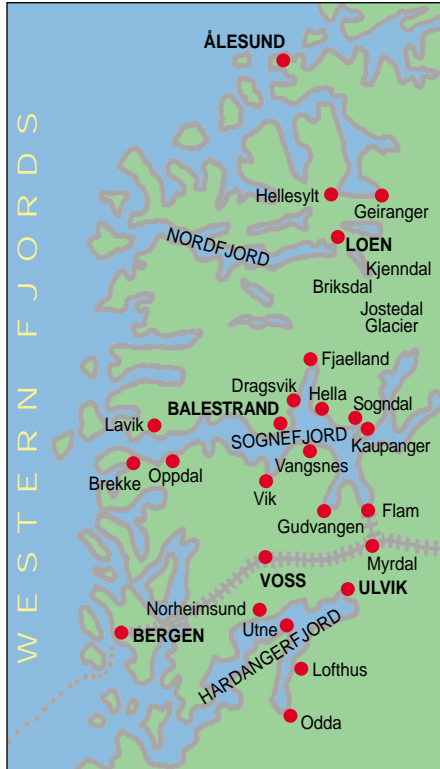 WESTERN FJORDS
ÅLESUND
Hellesylt
Geiranger
NORDFJORD
LOEN
Kjenndal
Briksdal
Jostedal
Glacier
Fjaelland
Dragsvik
Hella
BALESTRAND
Sogndal
Lavik
SOGNEFJORD
Kaupanger
Vangsnes
Brekke
Oppdal
Vik
Gudvangen
Flam
Myrdal
VOSS
ULVIK
Norheimsund
Utne
BERGEN
HARDANGERFJORD
Lofthus
Odda